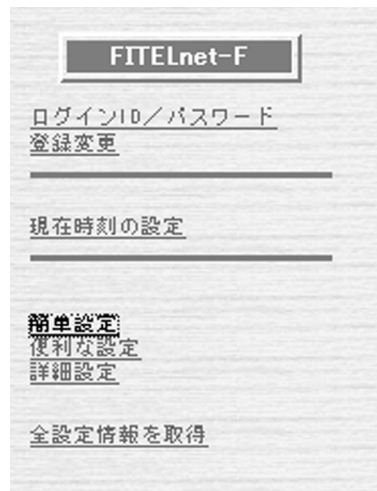 FITELnet-F
ログインID／パスワード
登録変更
現在時刻の設定
簡単設定
便利な設定
詳細設定
全設定情報を取得